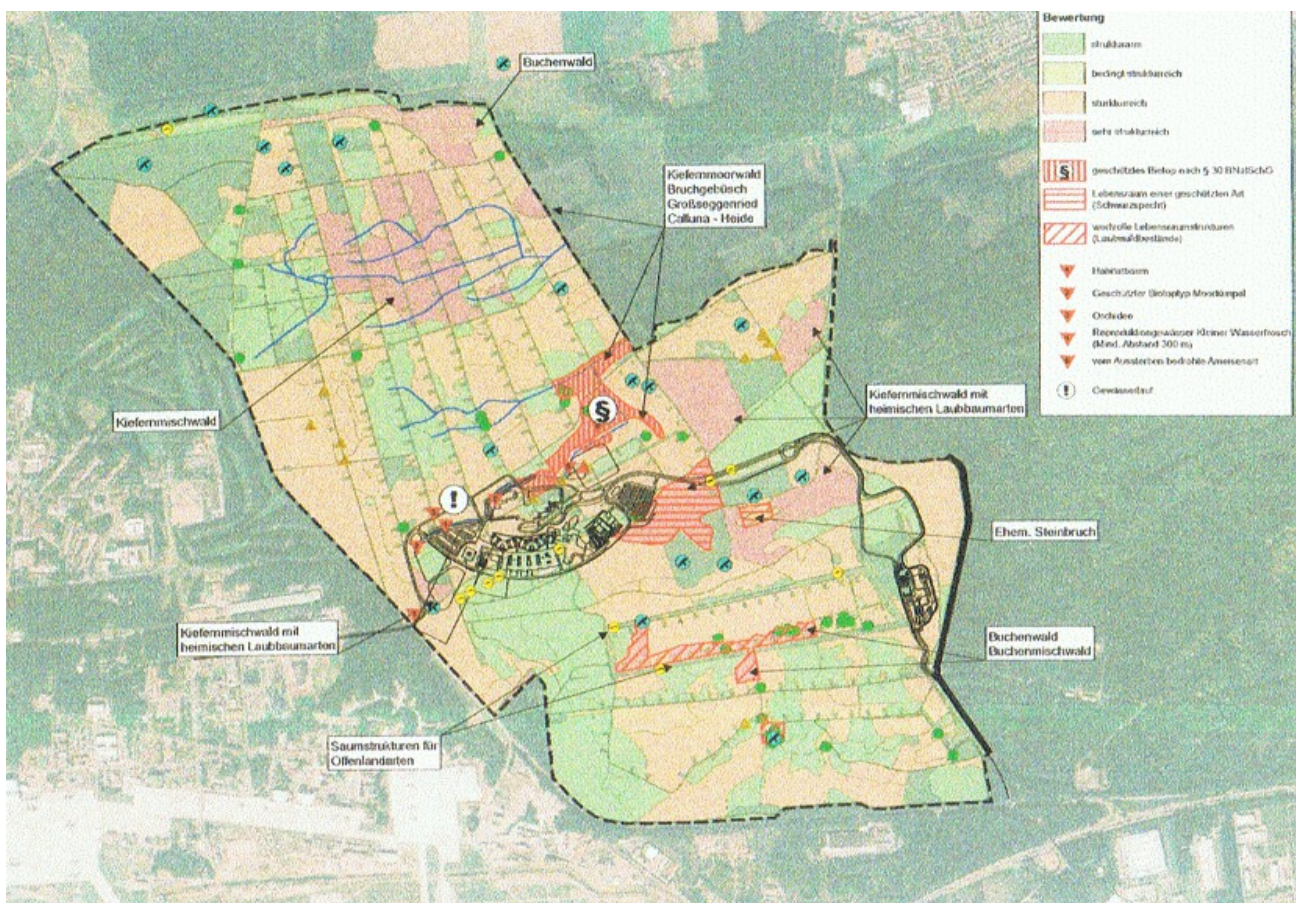 Bewertung
strukturarm
bedingt strukturreich
sturkturreich
sehr strukturreich
§
geschütztes Biotop nach § 30 BNatSchG
Lebensraum einer geschützten Art
(Schwarzspecht)
wertvolle Lebensraumstrukturen
(Laubwaldbestände)
Habitatbaum
Geschützter Biotoptyp Moortümpel
Orchidee
Reproduktionsgewässer Kleiner Wasserfrosch
(Mind. Abstand 300 m)
vom Aussterben bedrohte Ameisenart
!
Gewässerlauf
Buchenwald
Kiefernmoorwald
Bruchgebüsch
Großseggenried
Calluna - Heide
Kiefernmischwald
§
Kiefernmischwald mit
heimischen Laubbaumarten
!
Ehem. Steinbruch
Kiefernmischwald mit
heimischen Laubbaumarten
Buchenwald
Buchenmischwald
Saumstrukturen für
Offenlandarten